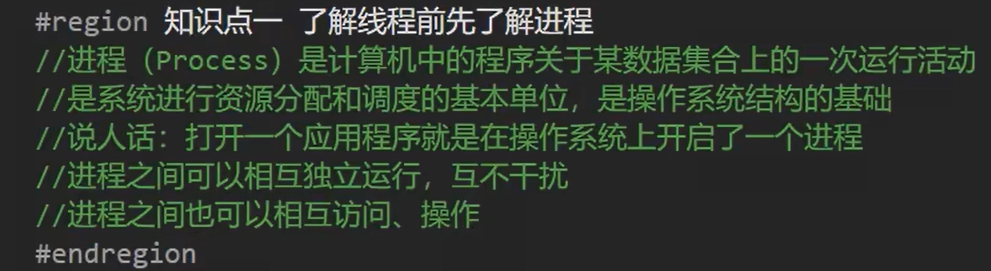 #region 知识点一 了解线程前先了解进程
//进程（Process）是计算机中的程序关于某数据集合上的一次运行活动
//是系统进行资源分配和调度的基本单位，是操作系统结构的基础
//说人话：打开一个应用程序就是在操作系统上开启了一个进程
//进程之间可以相互独立运行，互不干扰
//进程之间也可以相互访问、操作
#endregion